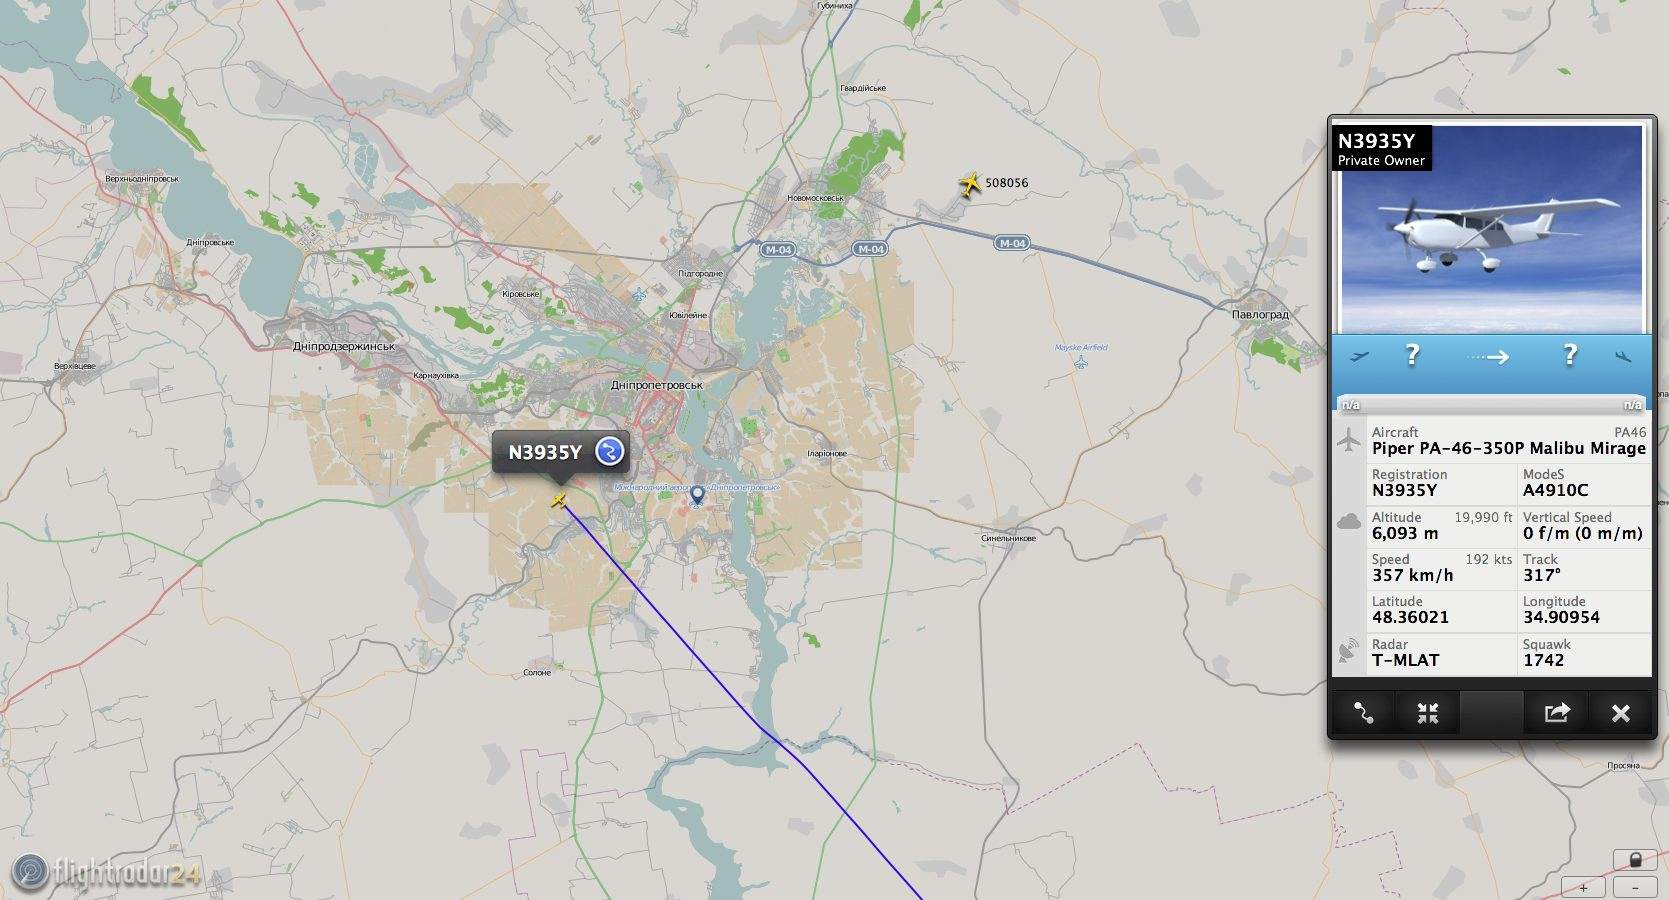 Губиниха
Гвардійське
Верхньодніпровськ
508056
Новомосковськ
Дніпровське
M-04
M-04
M-04
Підгородне
Кіровське
Ювілейне
Павлоград
Дніпродзержинськ
Mayske Airfield
Верхівцеве
Карнаухівка
Дніпропетровськ
N3935Y
Іларіонове
Міжнародний аеропорт «Дніпропетровськ»
Синельникове
Солоне
Просяна
flightradar24
N3935Y
Private Owner
?
?
n/a
n/a
Aircraft PA46
Piper PA-46-350P Malibu Mirage
Registration
N3935Y
ModeS
A4910C
Altitude 19,990 ft
6,093 m
Vertical Speed
0 f/m (0 m/m)
Speed 192 kts
357 km/h
Track
317°
Latitude
48.36021
Longitude
34.90954
Radar
T-MLAT
Squawk
1742
+
-